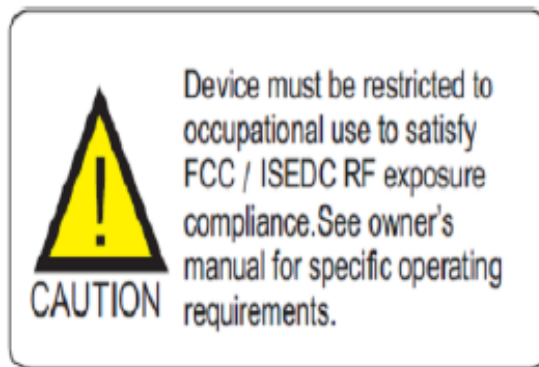 Device must be restricted to
occupational use to satisfy
FCC / ISEDC RF exposure
compliance.See owner's
manual for specific operating
requirements.
!
CAUTION